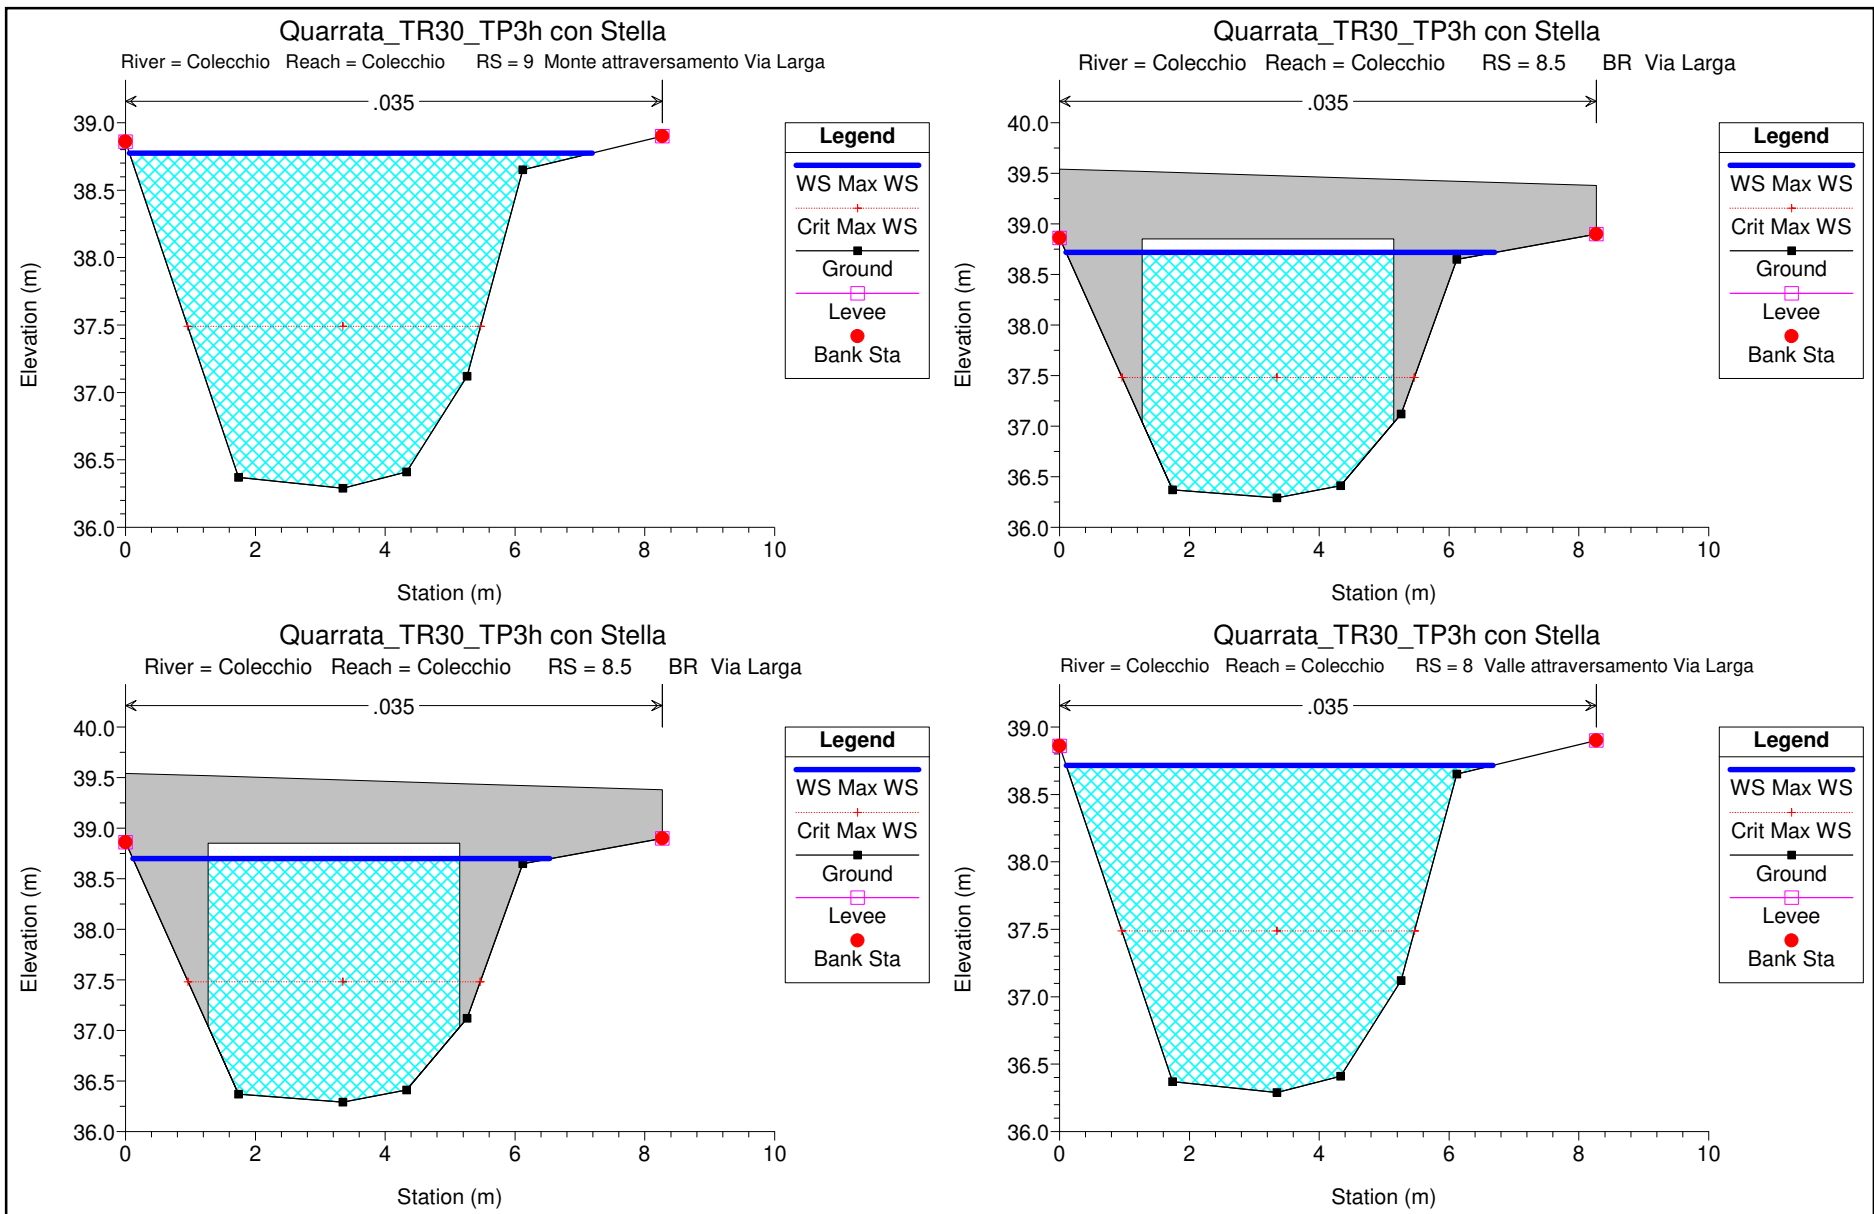 Quarrata_TR30_TP3h con Stella
River = Colecchio Reach = Colecchio RS = 9 Monte attraversamento Via Larga
.035
39.0
38.5
38.0
37.5
37.0
36.5
36.0
0 2 4 6 8 10
Elevation (m)
Station (m)
Legend
WS Max WS
Crit Max WS
Ground
Levee
Bank Sta
Quarrata_TR30_TP3h con Stella
River = Colecchio Reach = Colecchio RS = 8.5 BR Via Larga
.035
40.0
39.5
39.0
38.5
38.0
37.5
37.0
36.5
36.0
0 2 4 6 8 10
Elevation (m)
Station (m)
Legend
WS Max WS
Crit Max WS
Ground
Levee
Bank Sta
Quarrata_TR30_TP3h con Stella
River = Colecchio Reach = Colecchio RS = 8.5 BR Via Larga
.035
40.0
39.5
39.0
38.5
38.0
37.5
37.0
36.5
36.0
0 2 4 6 8 10
Elevation (m)
Station (m)
Legend
WS Max WS
Crit Max WS
Ground
Levee
Bank Sta
Quarrata_TR30_TP3h con Stella
River = Colecchio Reach = Colecchio RS = 8 Valle attraversamento Via Larga
.035
39.0
38.5
38.0
37.5
37.0
36.5
36.0
0 2 4 6 8 10
Elevation (m)
Station (m)
Legend
WS Max WS
Crit Max WS
Ground
Levee
Bank Sta